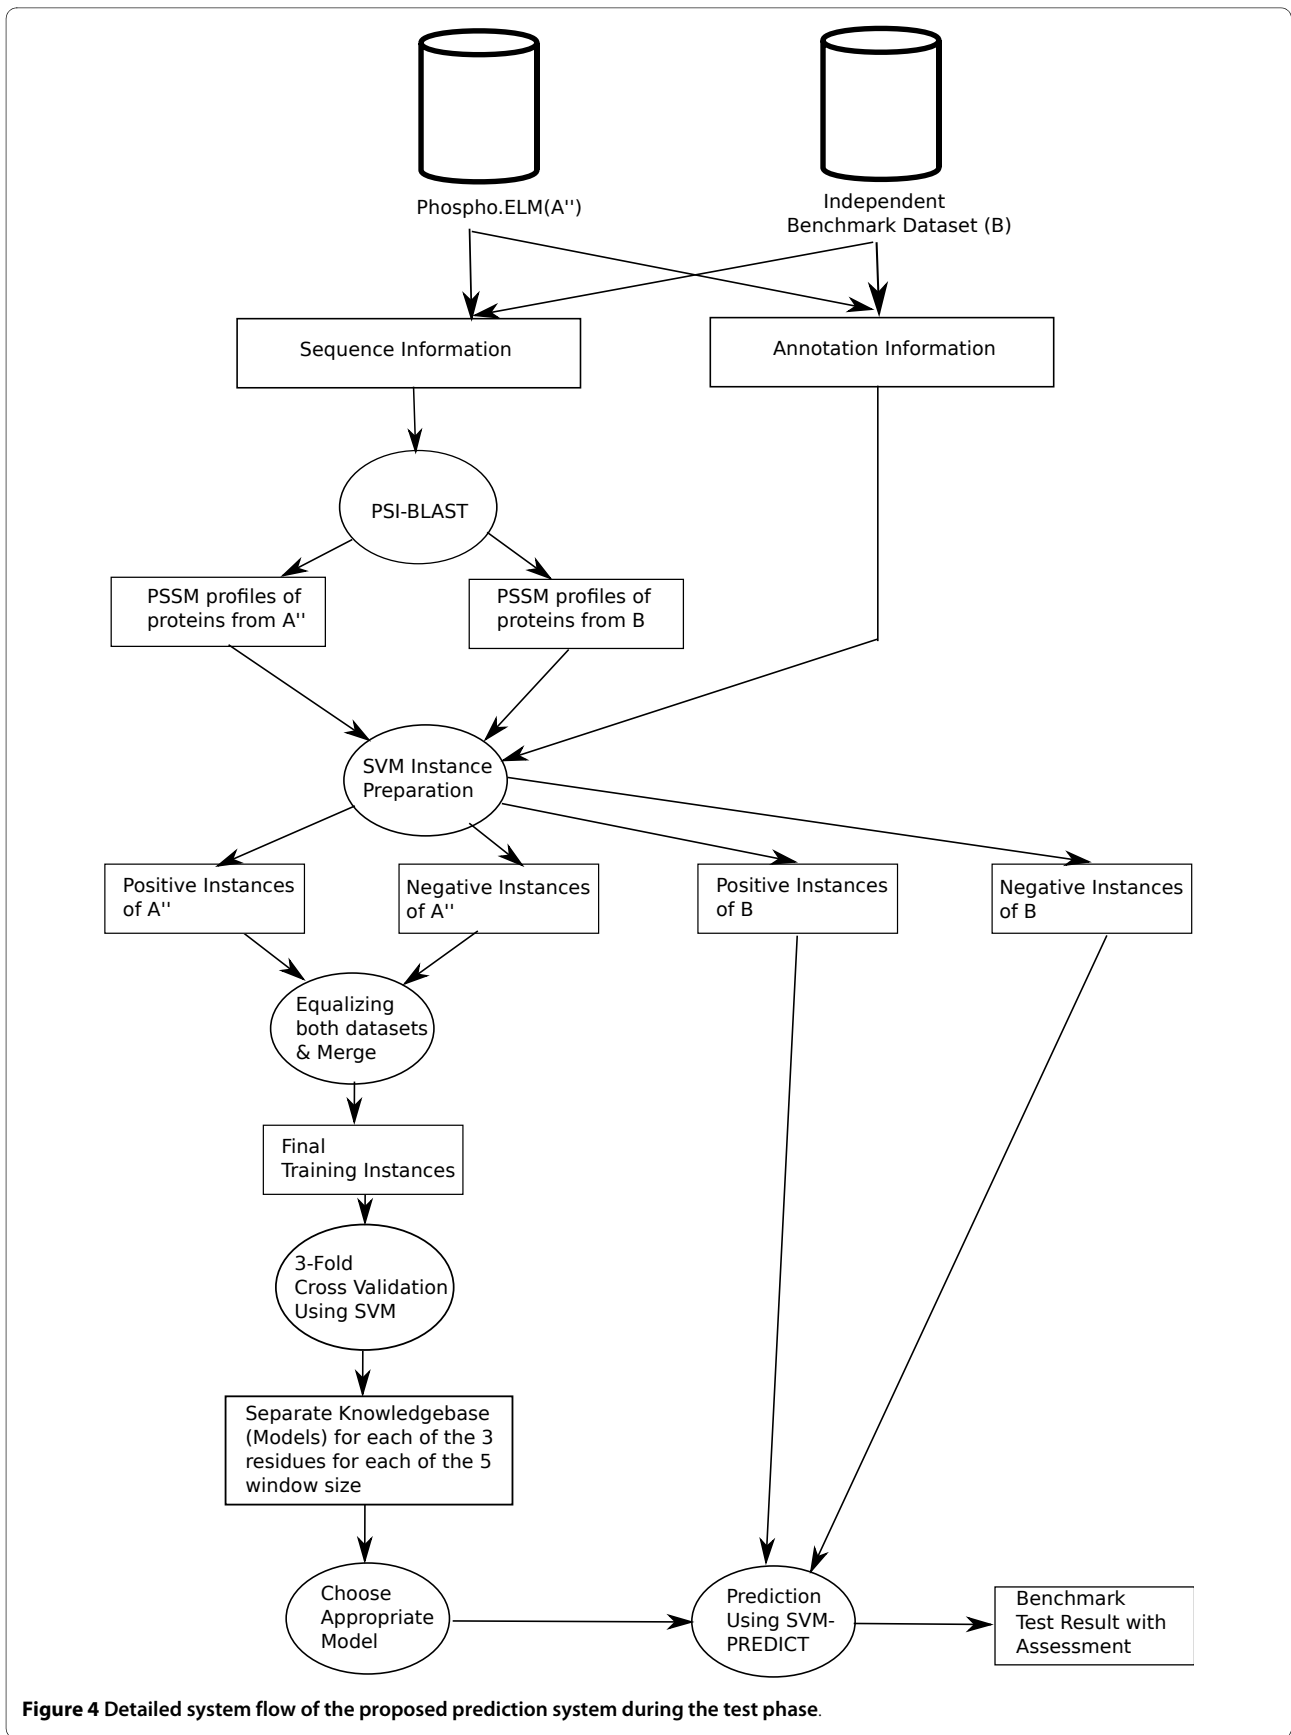 Phospho.ELM(A'')
Independent
Benchmark Dataset (B)
Sequence Information
Annotation Information
PSI-BLAST
PSSM profiles of
proteins from A''
PSSM profiles of
proteins from B
SVM Instance
Preparation
Positive Instances
of A''
Negative Instances
of A''
Positive Instances
of B
Negative Instances
of B
Equalizing
both datasets
& Merge
Final
Training Instances
3-Fold
Cross Validation
Using SVM
Separate Knowledgebase
(Models) for each of the 3
residues for each of the 5
window size
Choose
Appropriate
Model
Prediction
Using SVM-
PREDICT
Benchmark
Test Result with
Assessment
Figure 4 Detailed system flow of the proposed prediction system during the test phase.